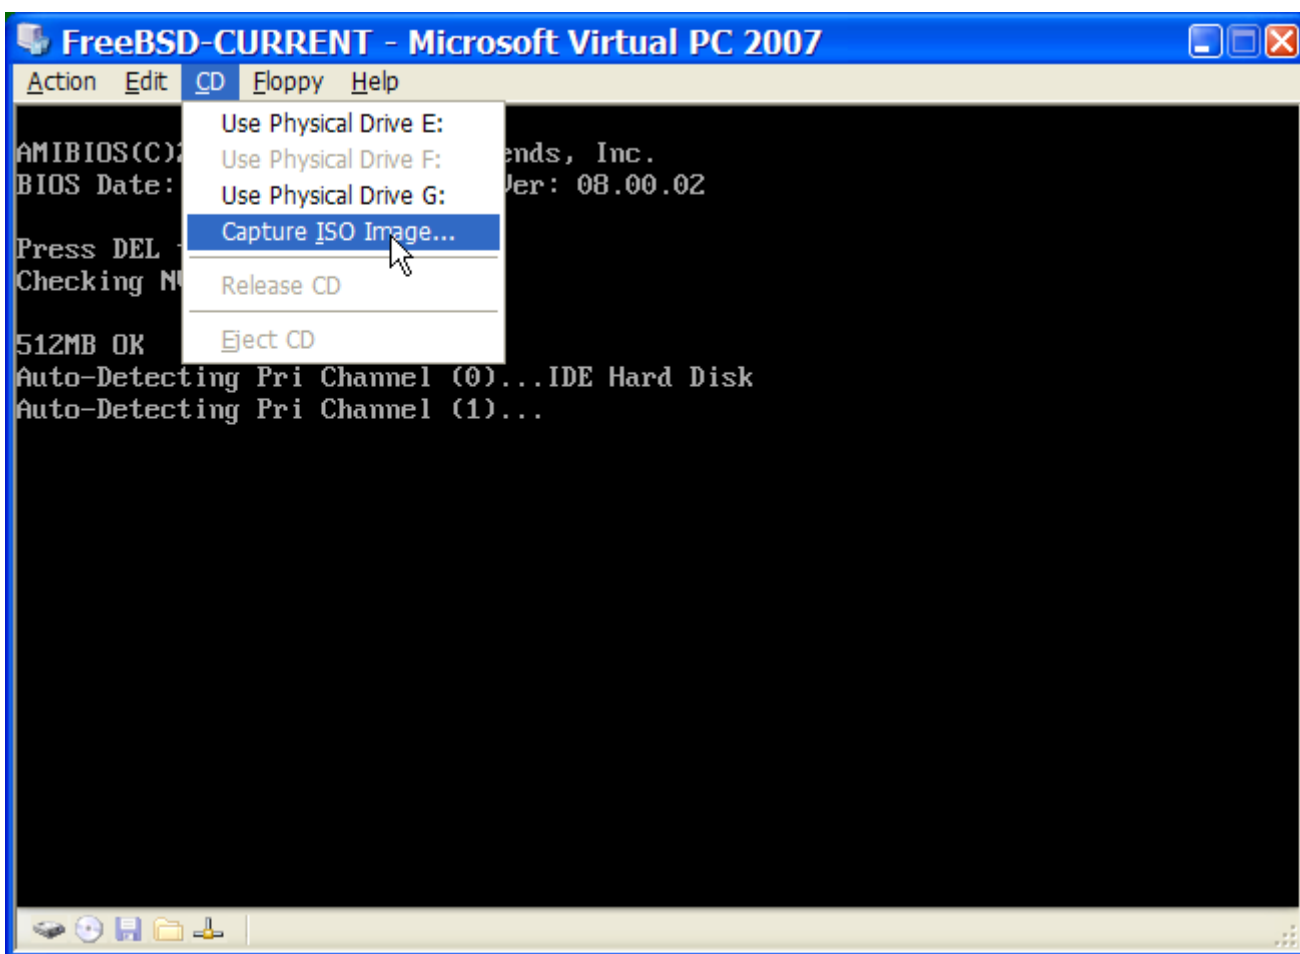 FreeBSD-CURRENT - Microsoft Virtual PC 2007
Action Edit CD Floppy Help
Use Physical Drive E:
Use Physical Drive F:
Use Physical Drive G:
Capture ISO Image...
Release CD
Eject CD
AMIBIOS(C) Inc.
BIOS Date: 08.00.02
Press DEL
Checking
512MB OK
Auto-Detecting Pri Channel (0)...IDE Hard Disk
Auto-Detecting Pri Channel (1)...